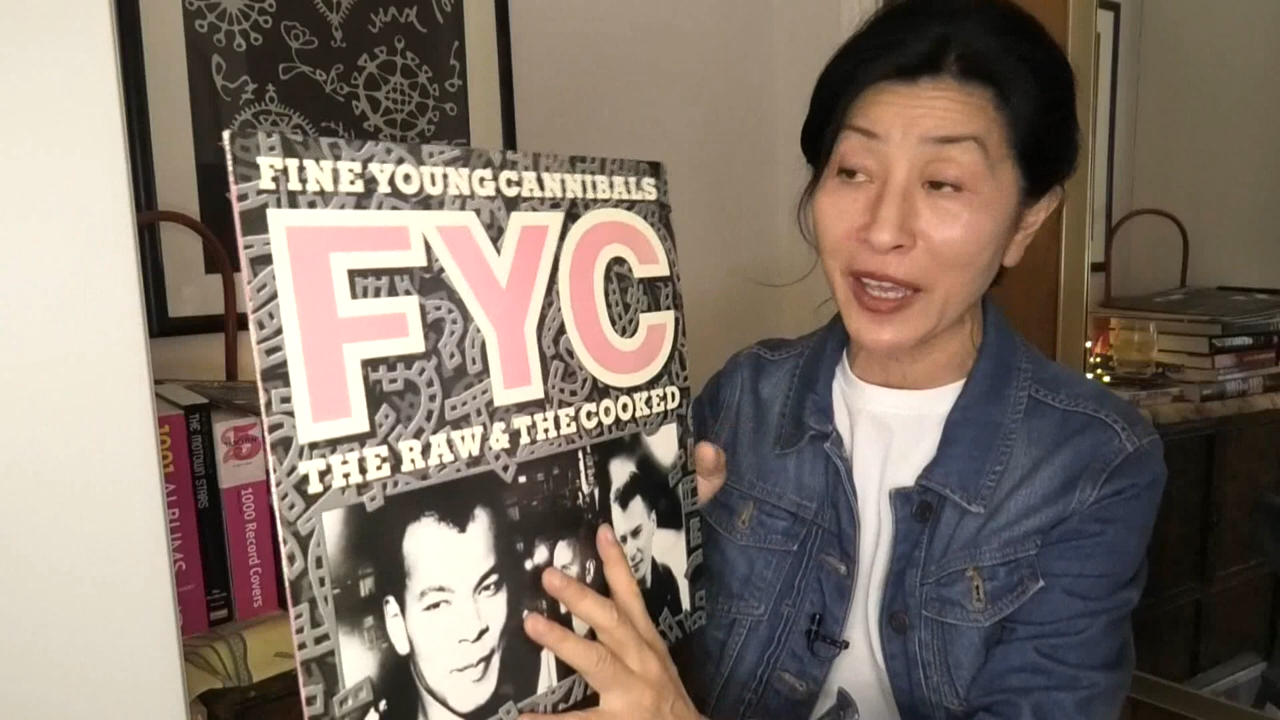 FINE YOUNG CANNIBALS
FYC
THE RAW & THE COOKED
1001 ALBUMS
THE MOTOWN STARS
1000 Record Covers